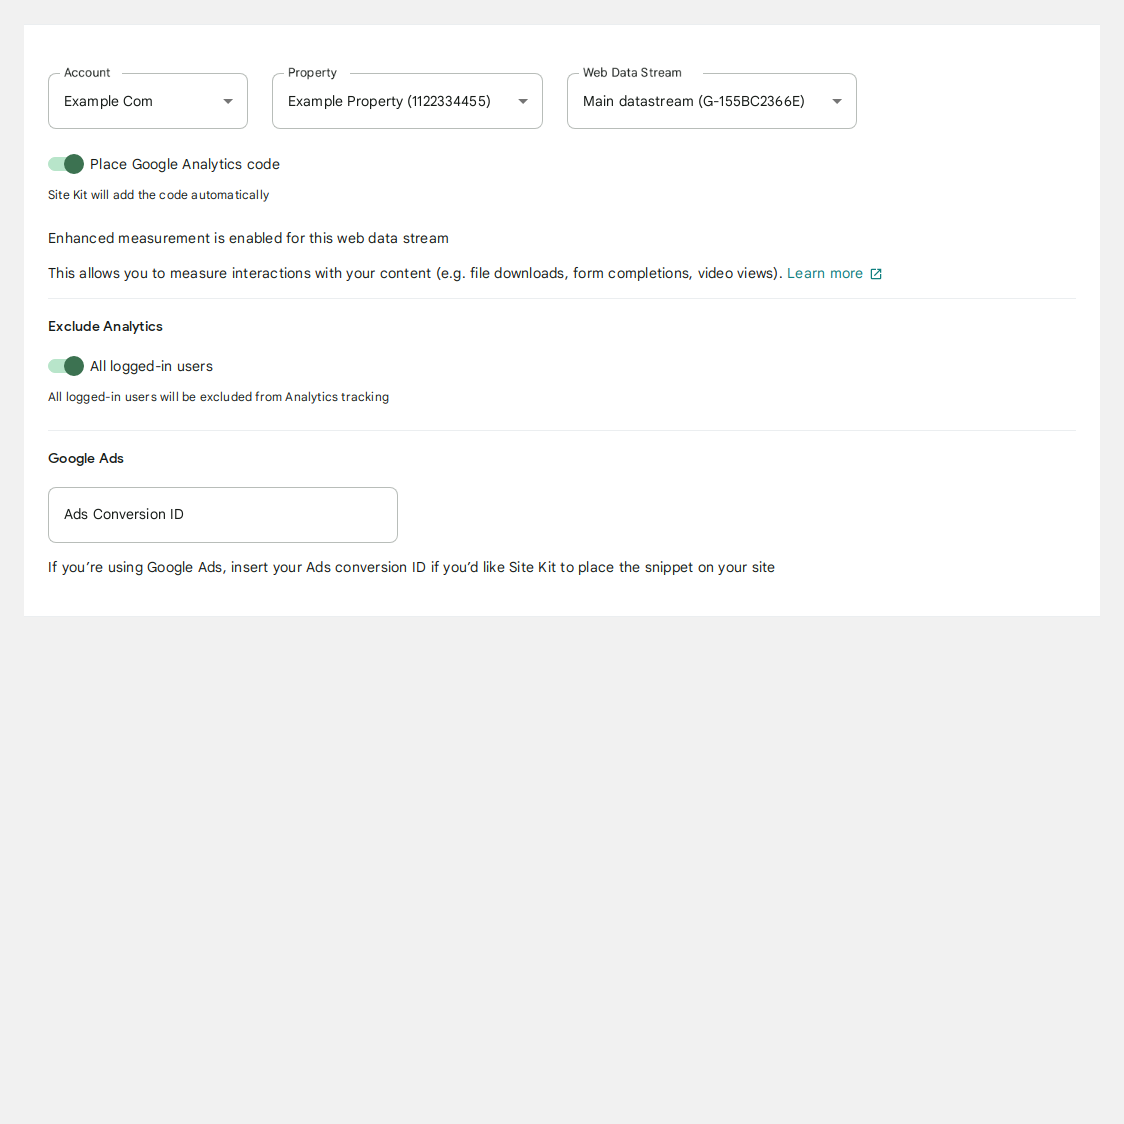 Account
Property
Web Data Stream
Example Com
Example Property (1122334455)
Main datastream (G-155BC2366E)
Place Google Analytics code
Site Kit will add the code automatically
Enhanced measurement is enabled for this web data stream
This allows you to measure interactions with your content (e.g. file downloads, form completions, video views). Learn more
Exclude Analytics
All logged-in users
All logged-in users will be excluded from Analytics tracking
Google Ads
Ads Conversion ID
If you’re using Google Ads, insert your Ads conversion ID if you’d like Site Kit to place the snippet on your site